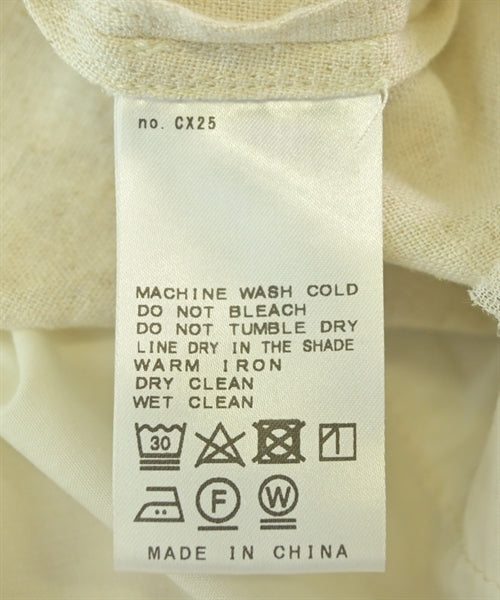 no. CX25
MACHINE WASH COLD
DO NOT BLEACH
DO NOT TUMBLE DRY
LINE DRY IN THE SHADE
WARM IRON
DRY CLEAN
WET CLEAN
30
F W
MADE IN CHINA